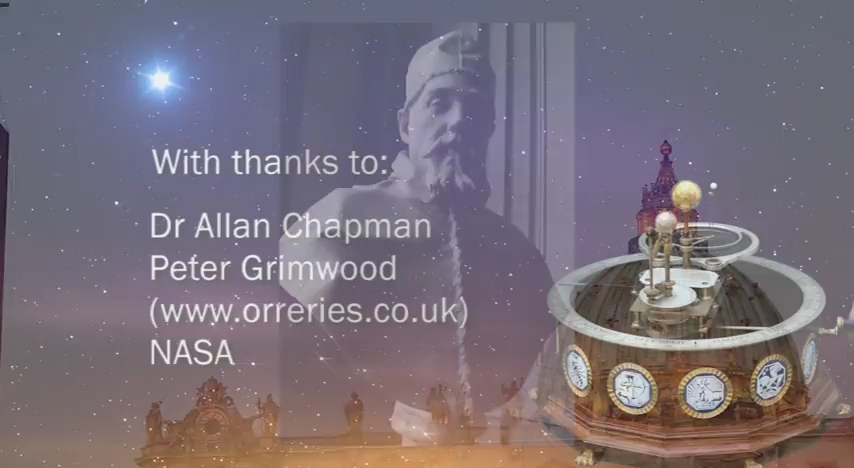 With thanks to:
Dr Allan Chapman
Peter Grimwood
(www.orreries.co.uk)
NASA